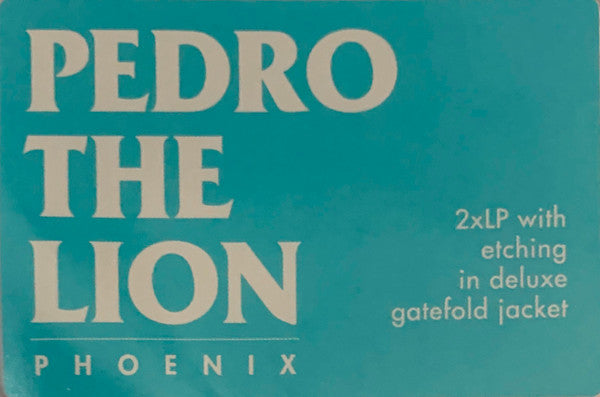 PEDRO
THE
LION
PHOENIX
2xLP with
etching
in deluxe
gatefold jacket